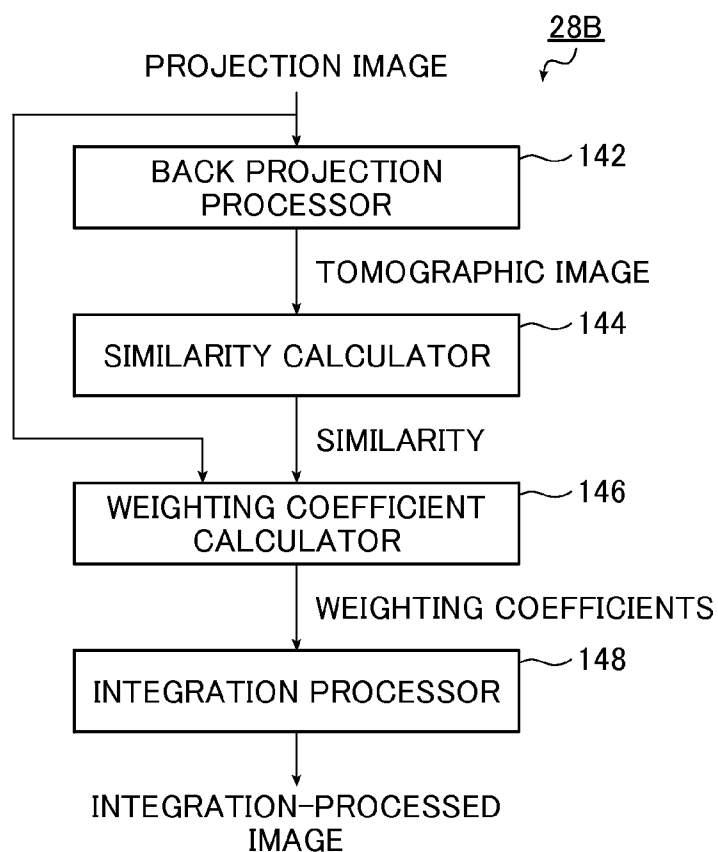 28B
PROJECTION IMAGE
BACK PROJECTION
PROCESSOR
142
TOMOGRAPHIC IMAGE
SIMILARITY CALCULATOR
144
SIMILARITY
WEIGHTING COEFFICIENT
CALCULATOR
146
WEIGHTING COEFFICIENTS
INTEGRATION PROCESSOR
148
INTEGRATION-PROCESSED
IMAGE